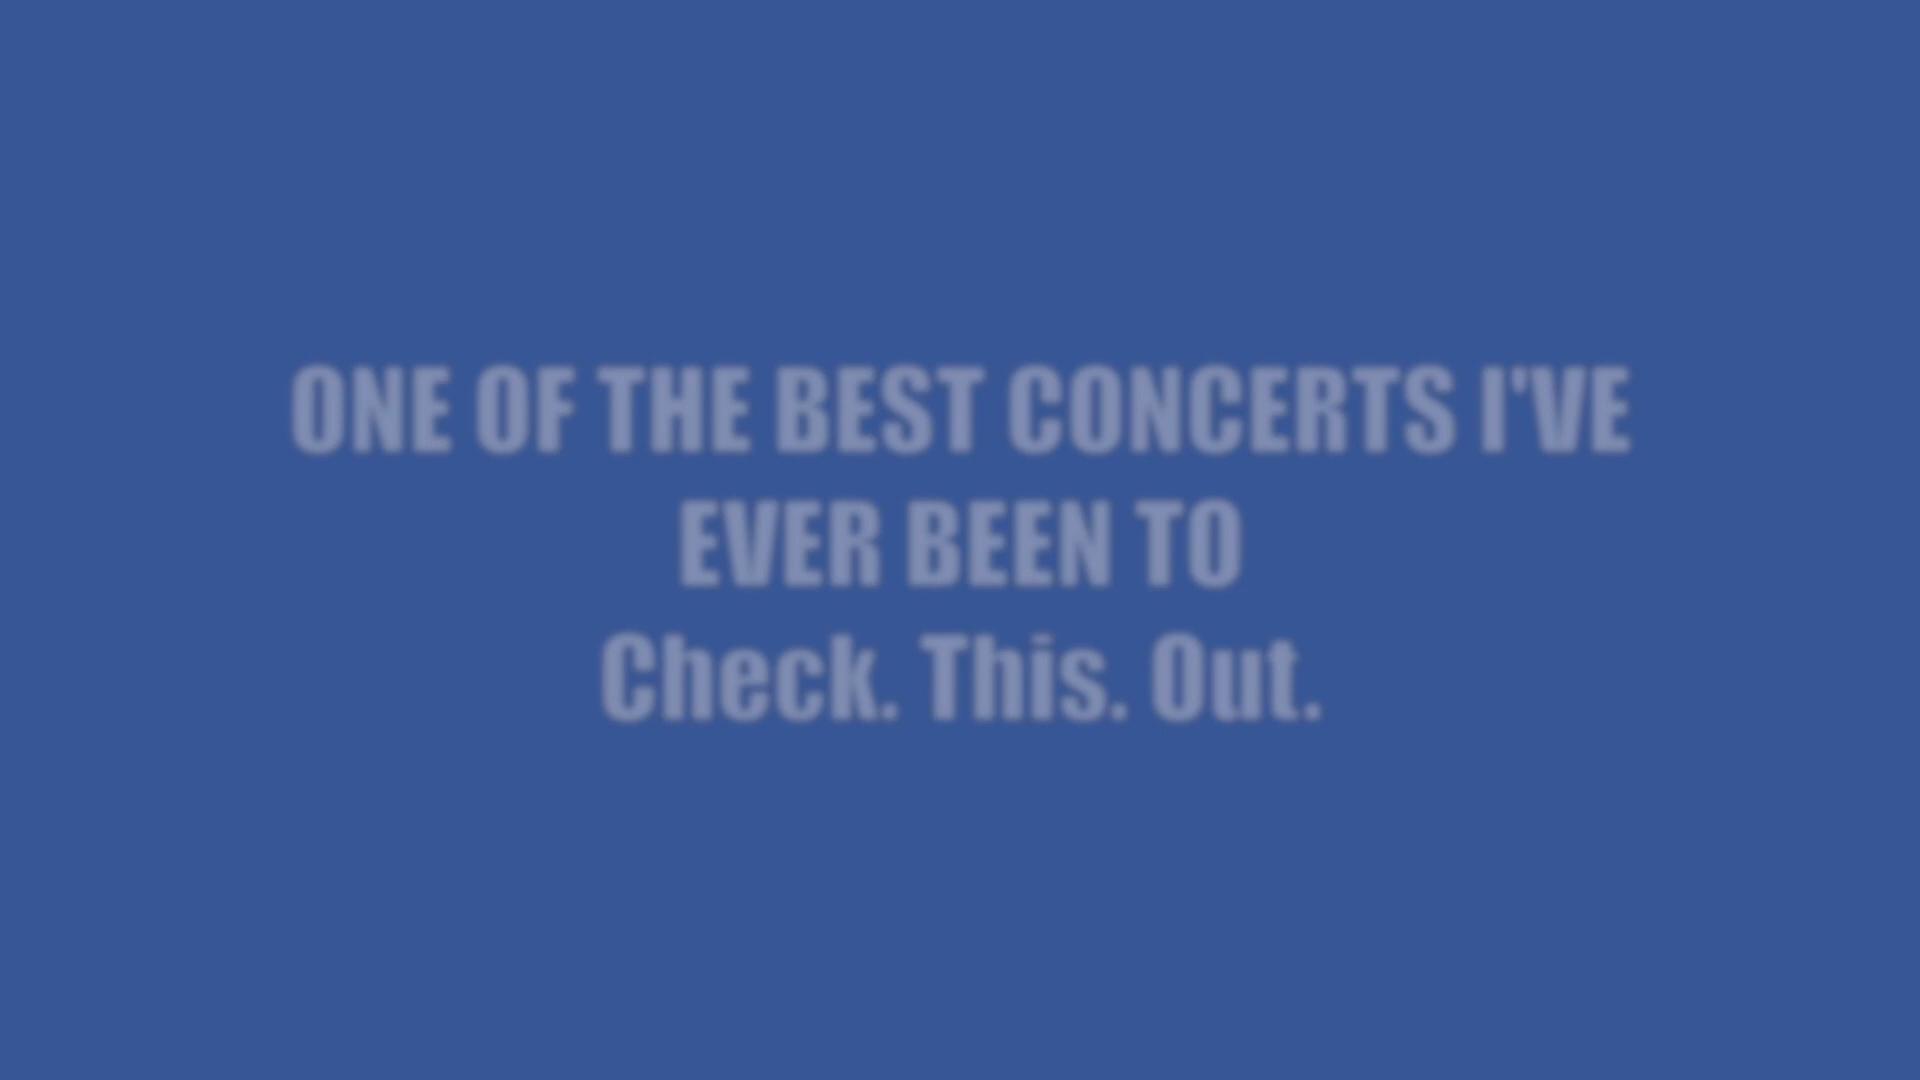 ONE OF THE BEST CONCERTS I'VE
EVER BEEN TO
Check. This. Out.